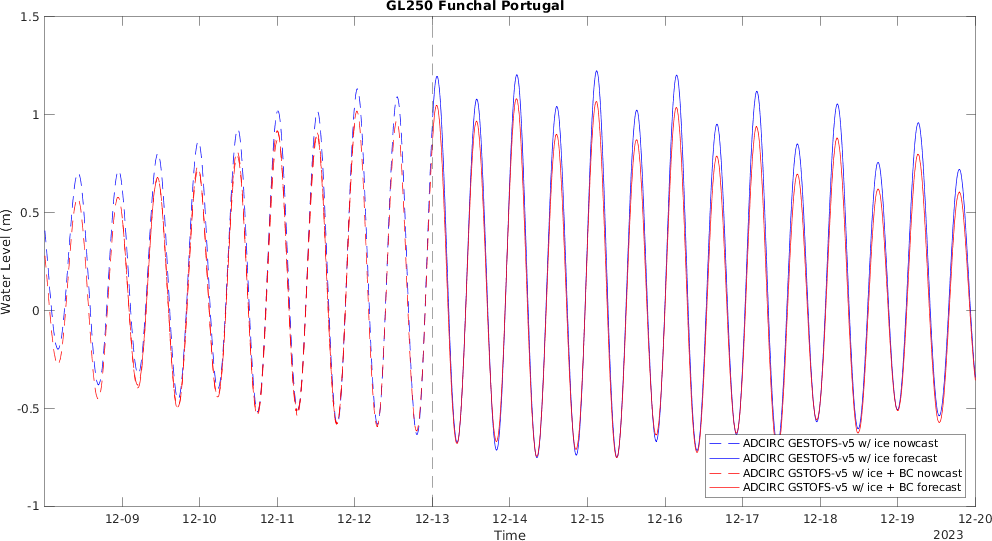 GL250 Funchal Portugal
1.5
1
0.5
0
-0.5
-1
Water Level (m)
12-09 12-10 12-11 12-12 12-13 12-14 12-15 12-16 12-17 12-18 12-19 12-20
Time
2023
ADCIRC GESTOFS-v5 w/ ice nowcast
ADCIRC GESTOFS-v5 w/ ice forecast
ADCIRC GSTOFS-v5 w/ ice + BC nowcast
ADCIRC GSTOFS-v5 w/ ice + BC forecast